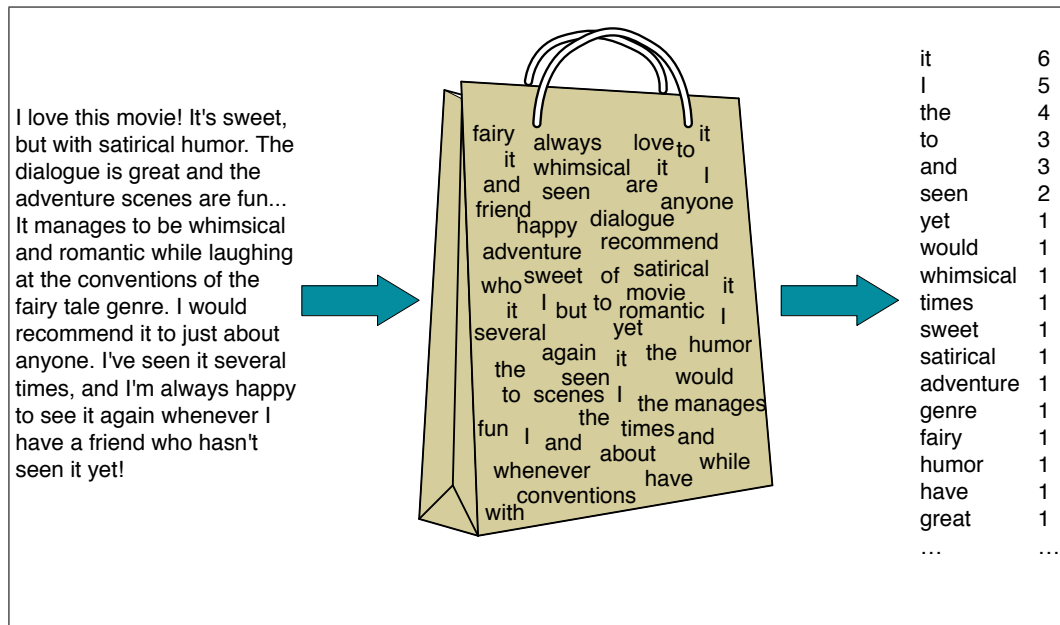 I love this movie! It's sweet,
but with satirical humor. The
dialogue is great and the
adventure scenes are fun...
It manages to be whimsical
and romantic while laughing
at the conventions of the
fairy tale genre. I would
recommend it to just about
anyone. I've seen it several
times, and I'm always happy
to see it again whenever I
have a friend who hasn't
seen it yet!
fairy always love to it
it whimsical it I
and seen are anyone
friend happy dialogue
adventure recommend
who sweet of satirical
it I but to romantic movie it I
several yet
again it the humor
the seen would
to scenes I the manages
fun I and the times and
whenever about have while
conventions
with
it 6
I 5
the 4
to 3
and 3
seen 2
yet 1
would 1
whimsical 1
times 1
sweet 1
satirical 1
adventure 1
genre 1
fairy 1
humor 1
have 1
great 1
… …